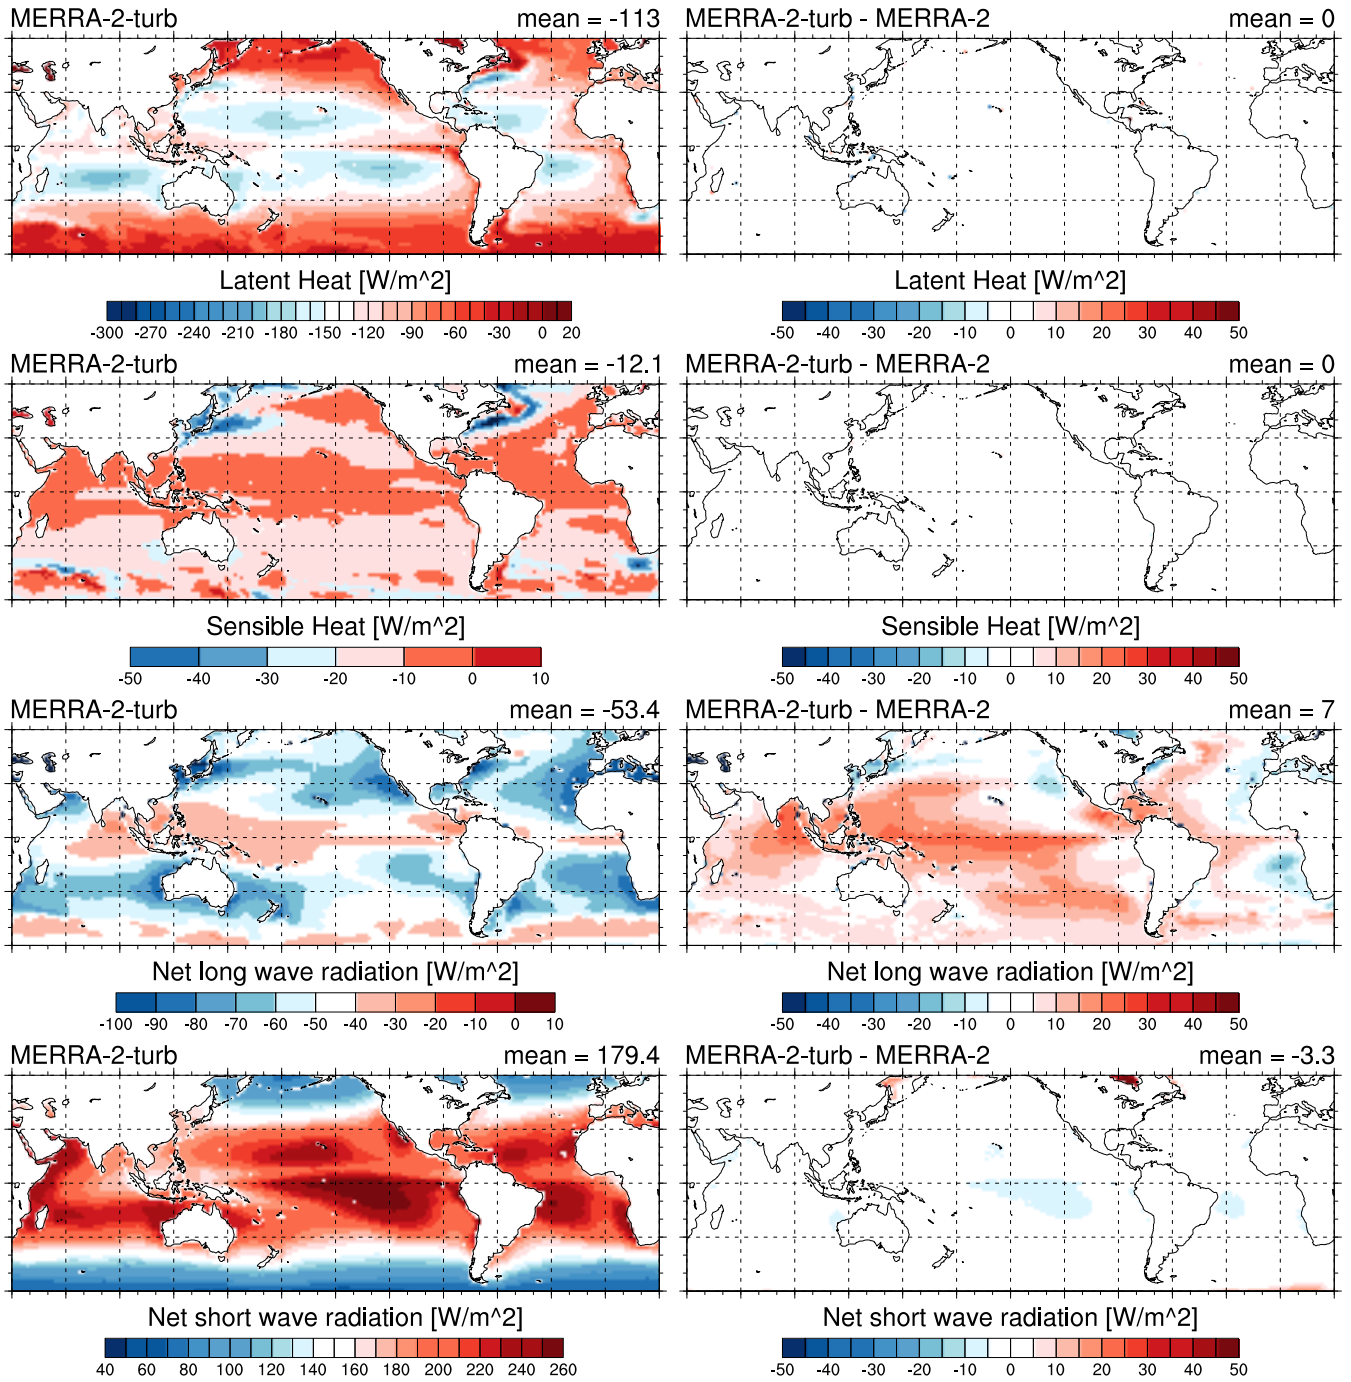 MERRA-2-turb mean = -113 MERRA-2-turb - MERRA-2 mean = 0
Latent Heat [W/m^2] Latent Heat [W/m^2]
-300 -270 -240 -210 -180 -150 -120 -90 -60 -30 0 20 -50 -40 -30 -20 -10 0 10 20 30 40 50
MERRA-2-turb mean = -12.1 MERRA-2-turb - MERRA-2 mean = 0
Sensible Heat [W/m^2] Sensible Heat [W/m^2]
-50 -40 -30 -20 -10 0 10 -50 -40 -30 -20 -10 0 10 20 30 40 50
MERRA-2-turb mean = -53.4 MERRA-2-turb - MERRA-2 mean = 7
Net long wave radiation [W/m^2] Net long wave radiation [W/m^2]
-100 -90 -80 -70 -60 -50 -40 -30 -20 -10 0 10 -50 -40 -30 -20 -10 0 10 20 30 40 50
MERRA-2-turb mean = 179.4 MERRA-2-turb - MERRA-2 mean = -3.3
Net short wave radiation [W/m^2] Net short wave radiation [W/m^2]
40 60 80 100 120 140 160 180 200 220 240 260 -50 -40 -30 -20 -10 0 10 20 30 40 50